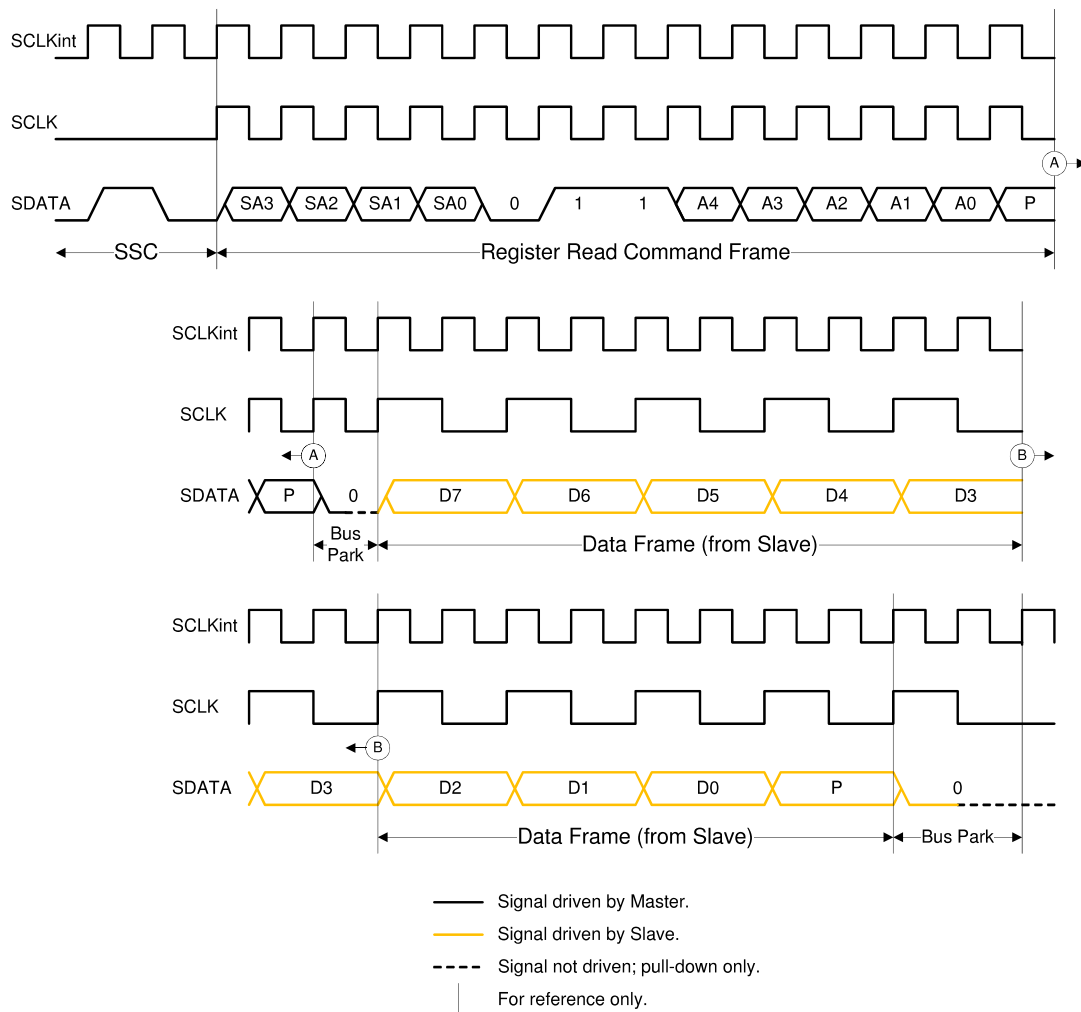 SCLKint
SCLK
A
SDATA SA3 SA2 SA1 SA0 0 1 1 A4 A3 A2 A1 A0 P
SSC Register Read Command Frame
SCLKint
SCLK
A B
SDATA P 0 D7 D6 D5 D4 D3
Bus Park Data Frame (from Slave)
SCLKint
SCLK
B
SDATA D3 D2 D1 D0 P 0
Data Frame (from Slave) Bus Park
Signal driven by Master.
Signal driven by Slave.
Signal not driven; pull-down only.
For reference only.